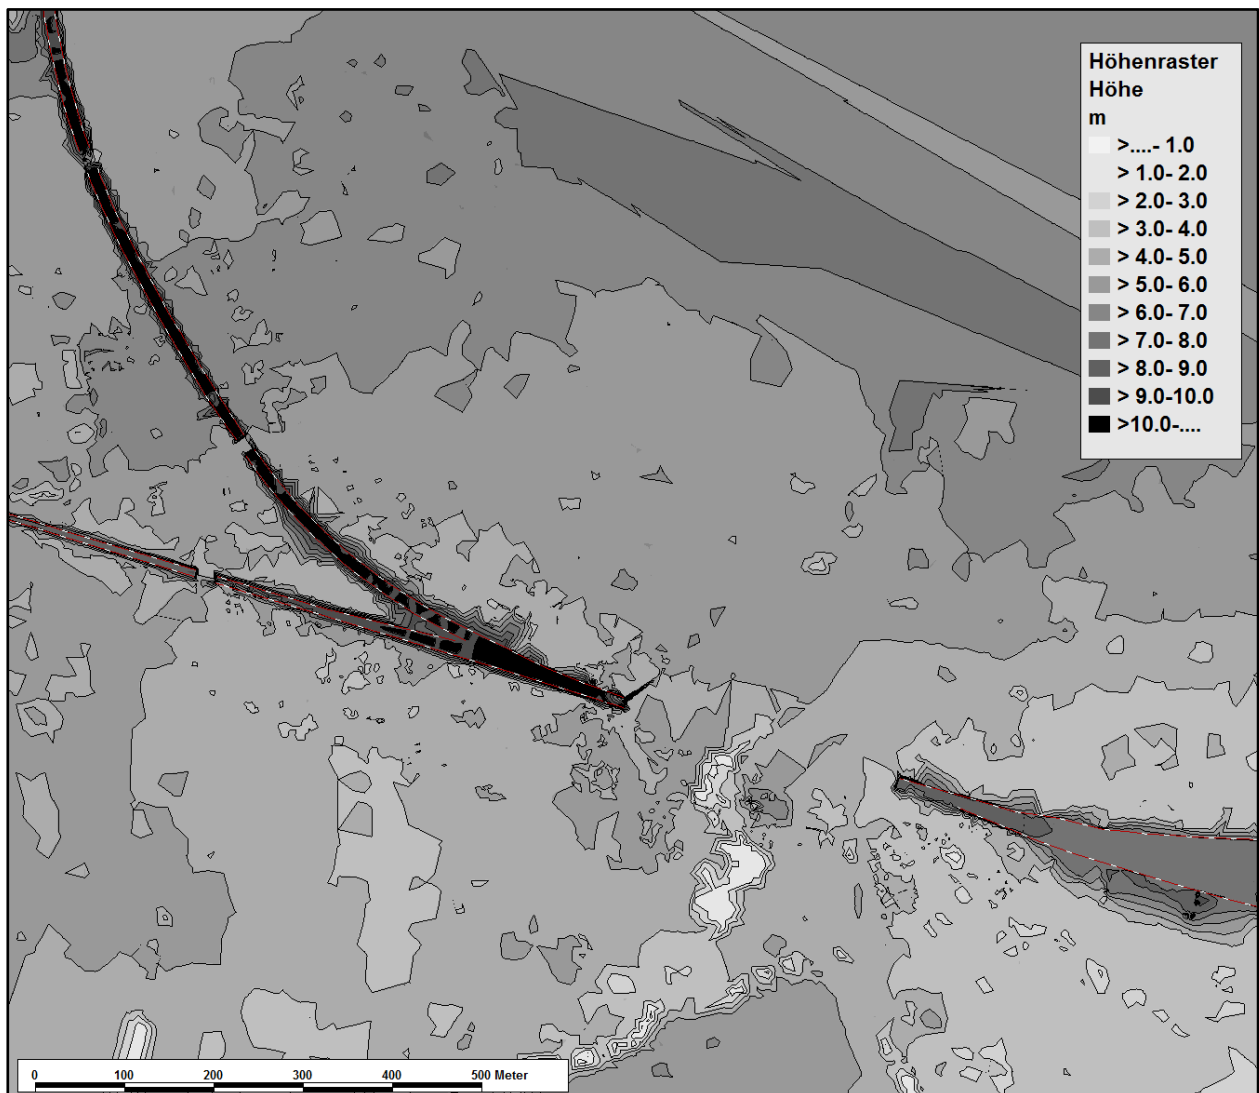 Höhenraster
Höhe
m
>....- 1.0
> 1.0- 2.0
> 2.0- 3.0
> 3.0- 4.0
> 4.0- 5.0
> 5.0- 6.0
> 6.0- 7.0
> 7.0- 8.0
> 8.0- 9.0
> 9.0-10.0
>10.0-....
0 100 200 300 400 500 Meter